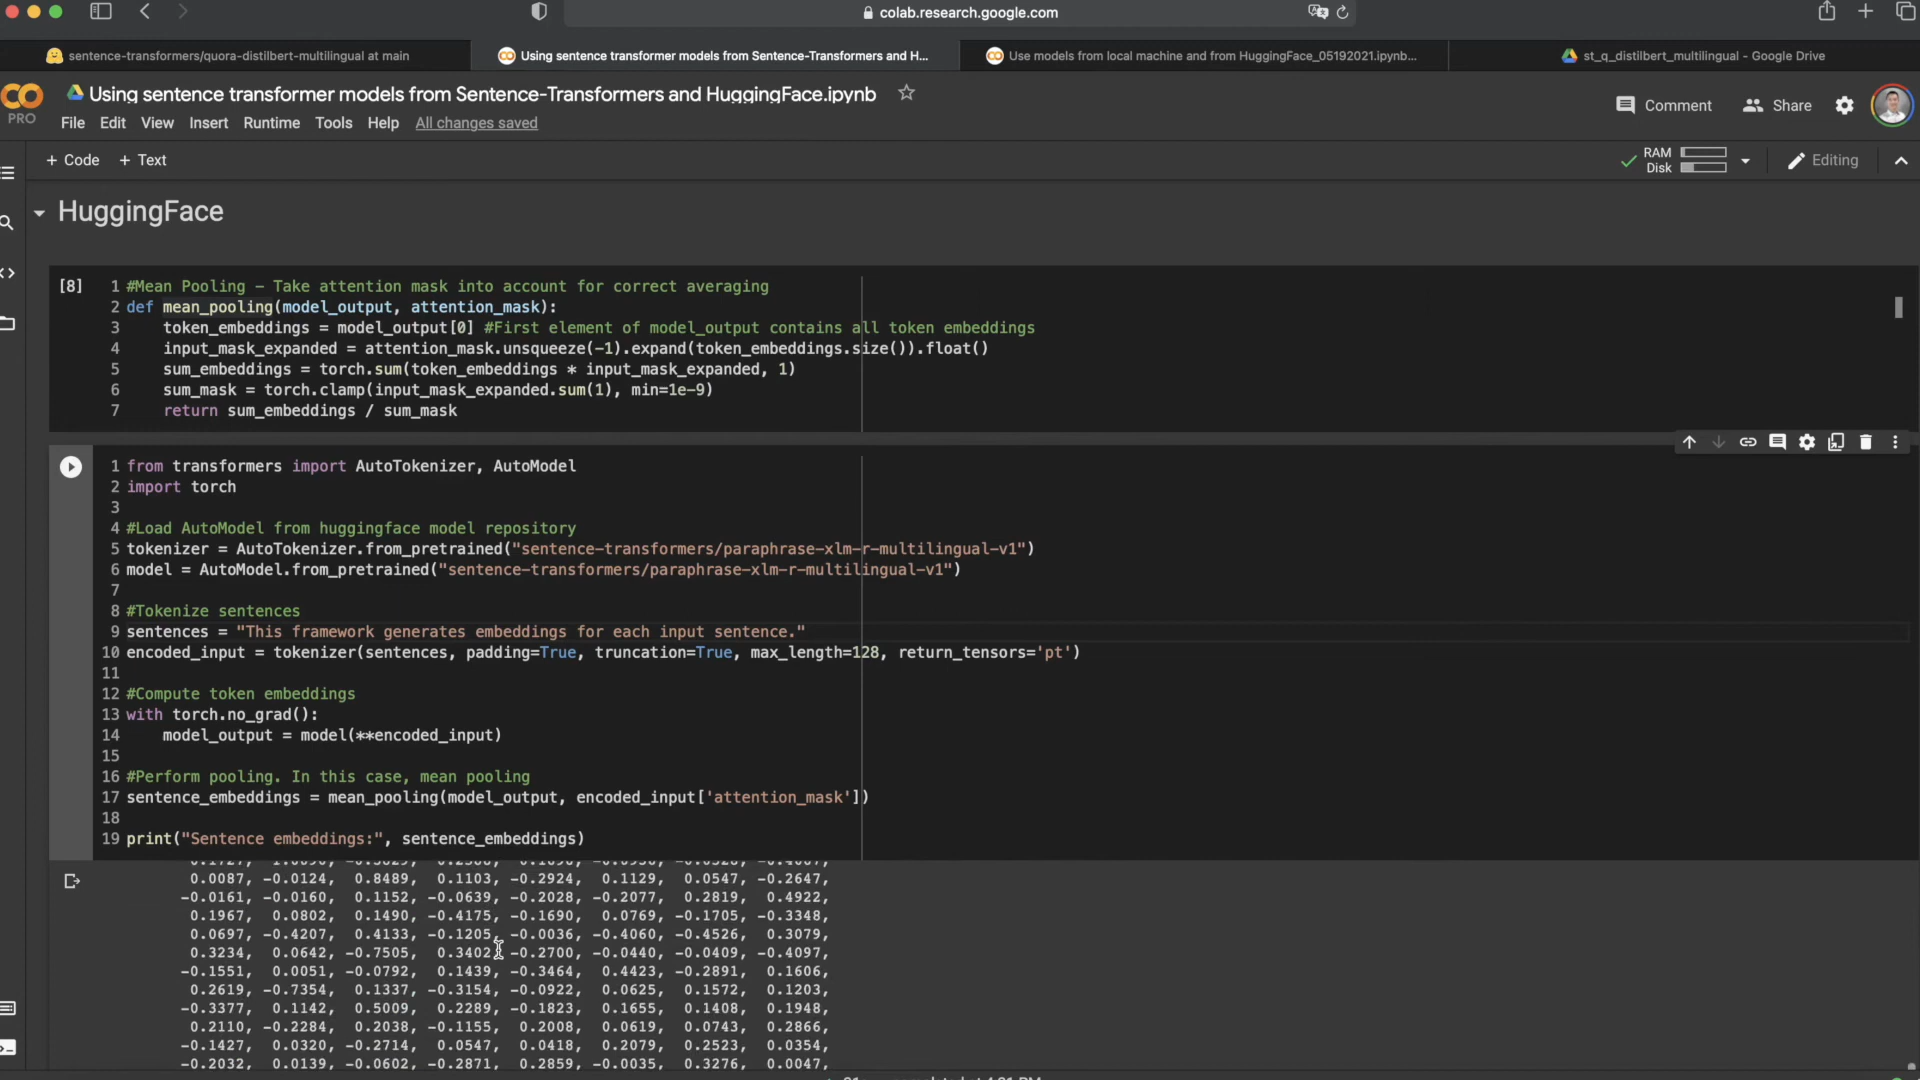 colab.research.google.com
sentence-transformers/quora-distilbert-multilingual at main
Using sentence transformer models from Sentence-Transformers and H...
Use models from local machine and from HuggingFace_05192021.ipynb...
st_q_distilbert_multilingual - Google Drive
Using sentence transformer models from Sentence-Transformers and HuggingFace.ipynb
PRO
Comment
Share
File Edit View Insert Runtime Tools Help All changes saved
+ Code + Text
RAM
Disk
Editing
HuggingFace
[8]
1 #Mean Pooling - Take attention mask into account for correct averaging
2 def mean_pooling(model_output, attention_mask):
3 token_embeddings = model_output[0] #First element of model_output contains all token embeddings
4 input_mask_expanded = attention_mask.unsqueeze(-1).expand(token_embeddings.size()).float()
5 sum_embeddings = torch.sum(token_embeddings * input_mask_expanded, 1)
6 sum_mask = torch.clamp(input_mask_expanded.sum(1), min=1e-9)
7 return sum_embeddings / sum_mask
1 from transformers import AutoTokenizer, AutoModel
2 import torch
3
4 #Load AutoModel from huggingface model repository
5 tokenizer = AutoTokenizer.from_pretrained("sentence-transformers/paraphrase-xlm-r-multilingual-v1")
6 model = AutoModel.from_pretrained("sentence-transformers/paraphrase-xlm-r-multilingual-v1")
7
8 #Tokenize sentences
9 sentences = "This framework generates embeddings for each input sentence."
10 encoded_input = tokenizer(sentences, padding=True, truncation=True, max_length=128, return_tensors='pt')
11
12 #Compute token embeddings
13 with torch.no_grad():
14 model_output = model(**encoded_input)
15
16 #Perform pooling. In this case, mean pooling
17 sentence_embeddings = mean_pooling(model_output, encoded_input['attention_mask'])
18
19 print("Sentence embeddings:", sentence_embeddings)
0.0087, -0.0124, 0.8489, 0.1103, -0.2924, 0.1129, 0.0547, -0.2647,
-0.0161, -0.0160, 0.1152, -0.0639, -0.2028, -0.2077, 0.2819, 0.4922,
0.1967, 0.0802, 0.1490, -0.4175, -0.1690, 0.0769, -0.1705, -0.3348,
0.0697, -0.4207, 0.4133, -0.1205, -0.0036, -0.4060, -0.4526, 0.3079,
0.3234, 0.0642, -0.7505, 0.3402, -0.2700, -0.0440, -0.0409, -0.4097,
-0.1551, 0.0051, -0.0792, 0.1439, -0.3464, 0.4423, -0.2891, 0.1606,
0.2619, -0.7354, 0.1337, -0.3154, -0.0922, 0.0625, 0.1572, 0.1203,
-0.3377, 0.1142, 0.5009, 0.2289, -0.1823, 0.1655, 0.1408, 0.1948,
0.2110, -0.2284, 0.2038, -0.1155, 0.2008, 0.0619, 0.0743, 0.2866,
-0.1427, 0.0320, -0.2714, 0.0547, 0.0418, 0.2079, 0.2523, 0.0354,
-0.2032, 0.0139, -0.0602, -0.2871, 0.2859, -0.0035, 0.3276, 0.0047,